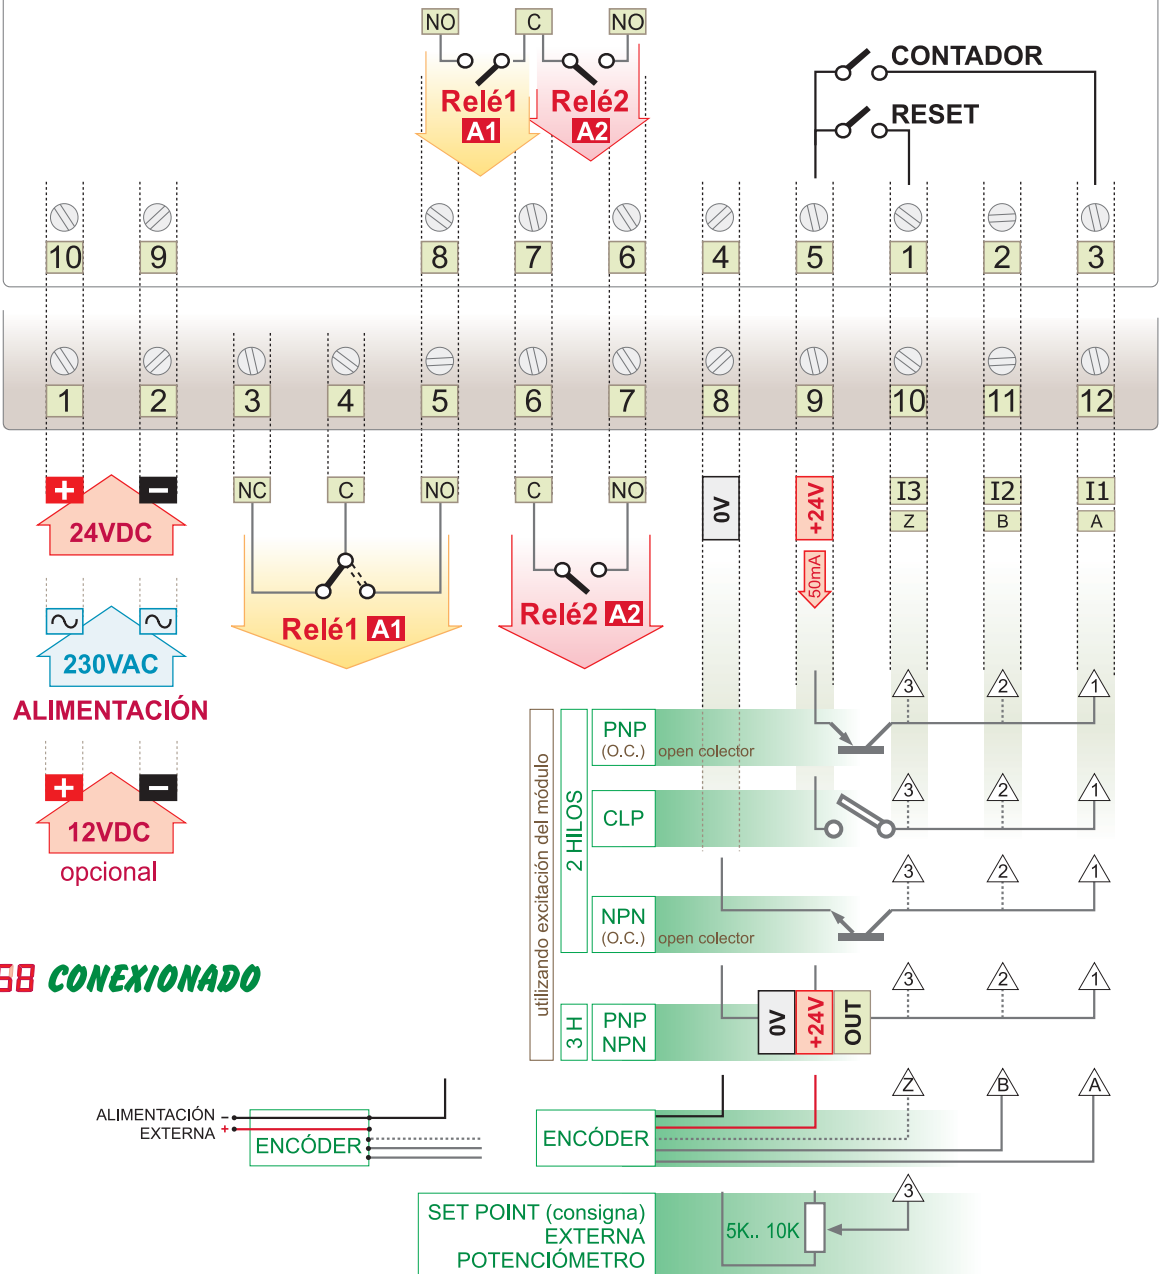 NO C NO
CONTADOR
Relé1 Relé2
A1 A2
RESET
10 9 8 7 6 4 5 1 2 3
1 2 3 4 5 6 7 8 9 10 11 12
+ − NC C NO C NO 0V +24V I3 I2 I1
Z B A
24VDC
50mA
Relé1 A1
Relé2 A2
230VAC
ALIMENTACIÓN
+ −
12VDC
opcional
utilizando excitación del módulo
2 HILOS
PNP
(O.C.) open colector
3 2 1
CLP
3 2 1
NPN
(O.C.) open colector
3 2 1
58 CONEXIONADO
3 H
PNP
NPN
0V +24V OUT
3 2 1
ALIMENTACIÓN −
EXTERNA +
ENCÓDER
ENCÓDER
Z B A
SET POINT (consigna)
EXTERNA
POTENCIÓMETRO
5K.. 10K
3